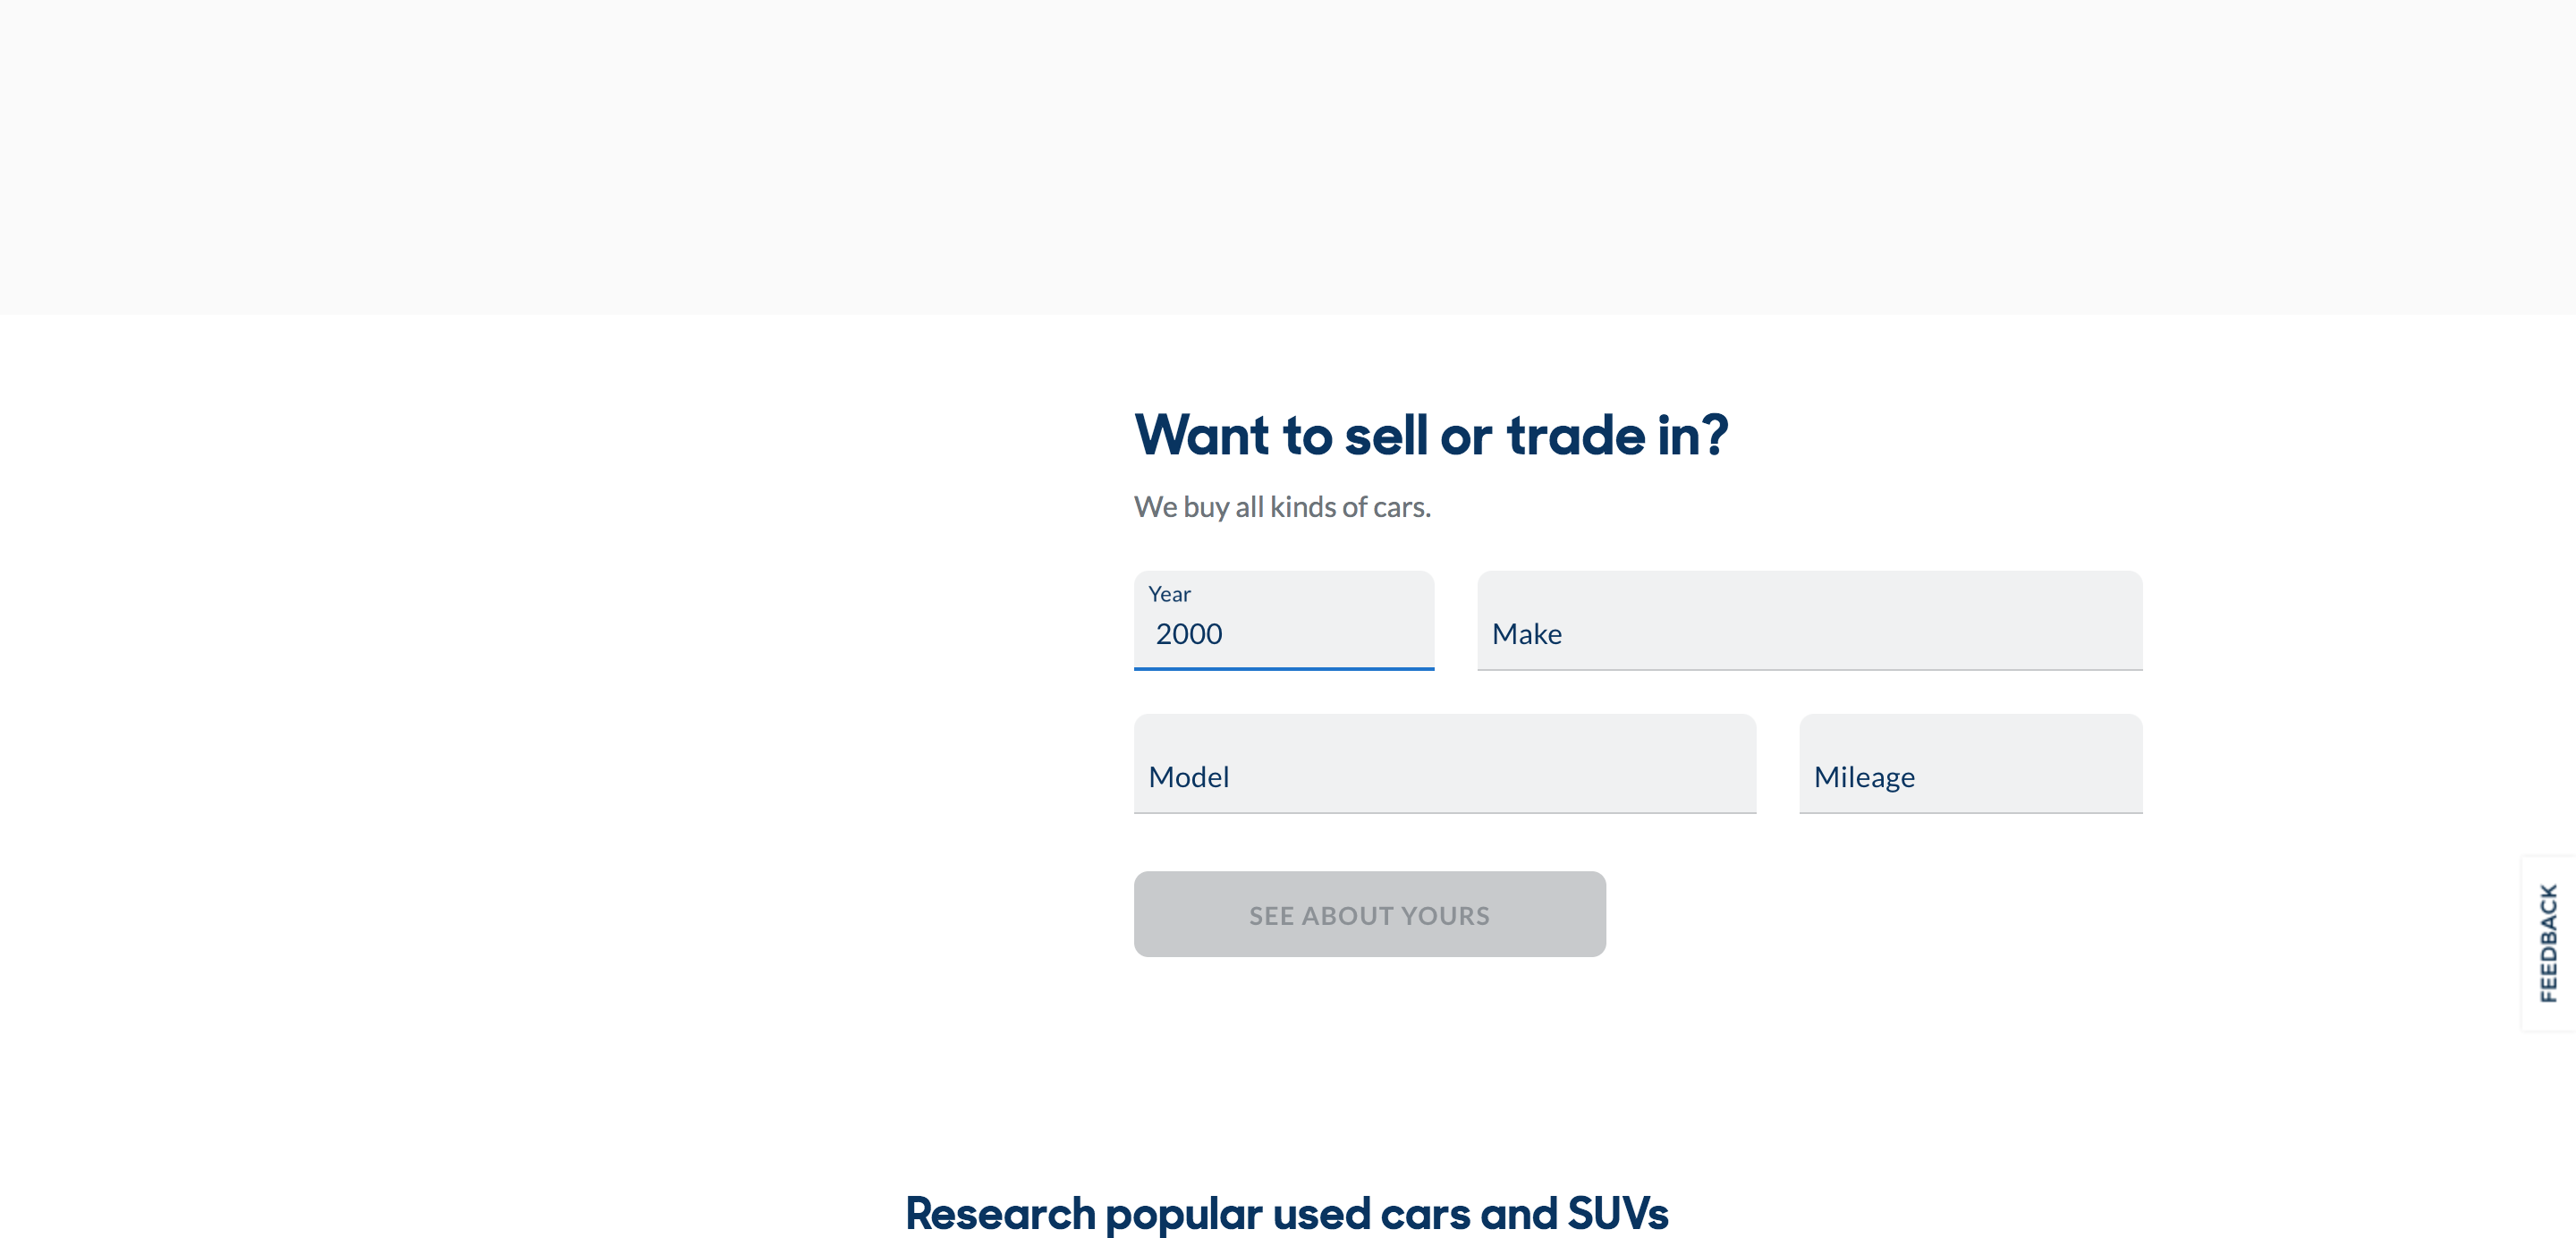 Want to sell or trade in?
We buy all kinds of cars.
Year
2000
Make
Model
Mileage
SEE ABOUT YOURS
FEEDBACK
Research popular used cars and SUVs